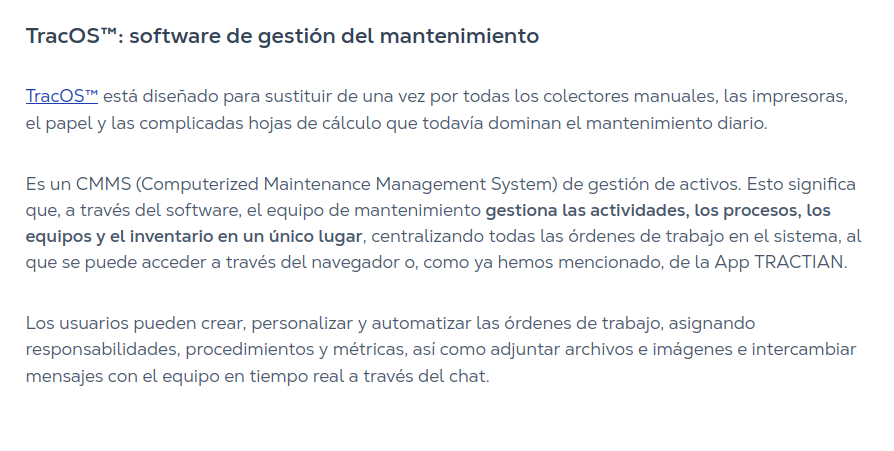 TracOS™: software de gestión del mantenimiento
TracOS™ está diseñado para sustituir de una vez por todas los colectores manuales, las impresoras,
el papel y las complicadas hojas de cálculo que todavía dominan el mantenimiento diario.
Es un CMMS (Computerized Maintenance Management System) de gestión de activos. Esto significa
que, a través del software, el equipo de mantenimiento gestiona las actividades, los procesos, los
equipos y el inventario en un único lugar, centralizando todas las órdenes de trabajo en el sistema, al
que se puede acceder a través del navegador o, como ya hemos mencionado, de la App TRACTIAN.
Los usuarios pueden crear, personalizar y automatizar las órdenes de trabajo, asignando
responsabilidades, procedimientos y métricas, así como adjuntar archivos e imágenes e intercambiar
mensajes con el equipo en tiempo real a través del chat.